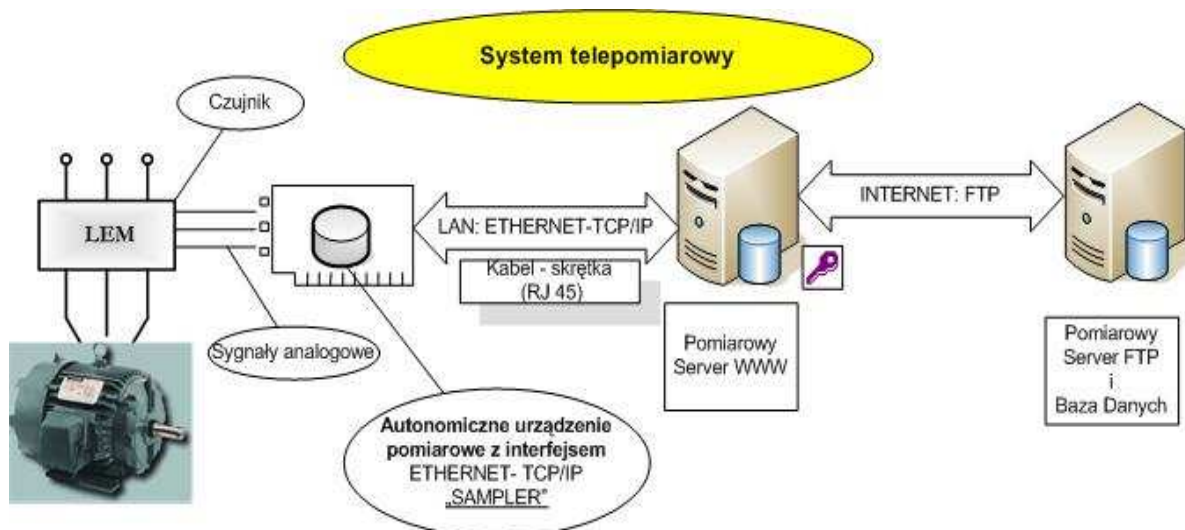 System telepomiarowy
Czujnik
LEM
LAN: ETHERNET-TCP/IP
INTERNET: FTP
Kabel - skrętka
(RJ 45)
Sygnały analogowe
Pomiarowy
Server WWW
Pomiarowy
Server FTP
i
Baza Danych
Autonomiczne urządzenie
pomiarowe z interfejsem
ETHERNET- TCP/IP
„SAMPLER”